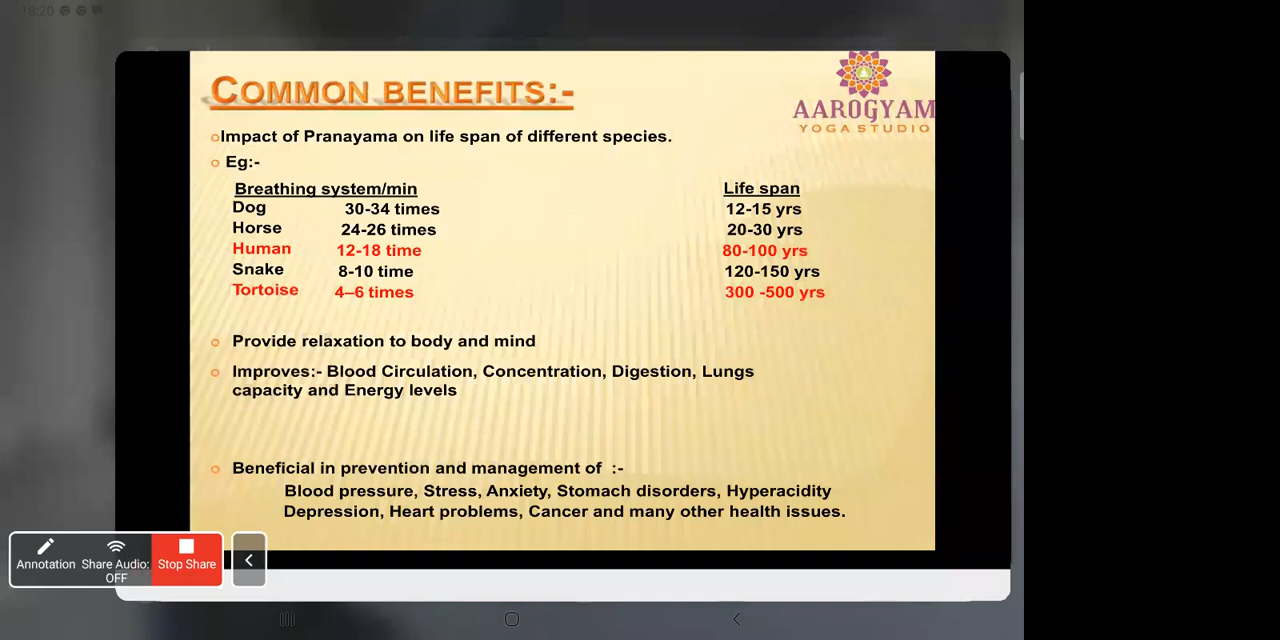 18:20
COMMON BENEFITS:-
AAROGYAM
YOGA STUDIO
Impact of Pranayama on life span of different species.
Eg:-
Breathing system/min Life span
Dog 30-34 times 12-15 yrs
Horse 24-26 times 20-30 yrs
Human 12-18 time 80-100 yrs
Snake 8-10 time 120-150 yrs
Tortoise 4–6 times 300 -500 yrs
Provide relaxation to body and mind
Improves:- Blood Circulation, Concentration, Digestion, Lungs
capacity and Energy levels
Beneficial in prevention and management of :-
Blood pressure, Stress, Anxiety, Stomach disorders, Hyperacidity
Depression, Heart problems, Cancer and many other health issues.
Annotation Share Audio: Stop Share
OFF